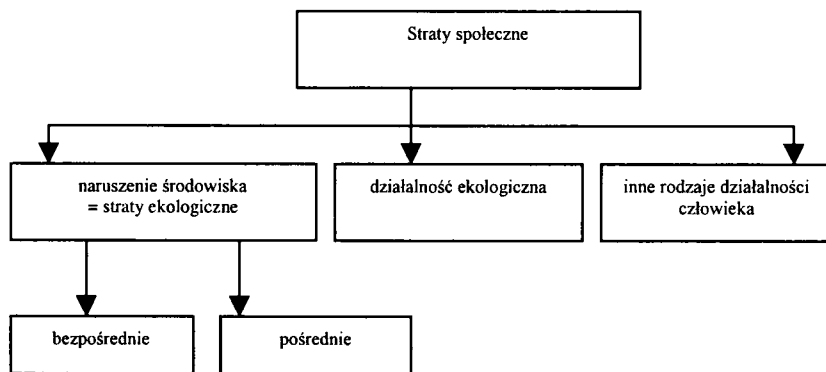 Straty społeczne
naruszenie środowiska
= straty ekologiczne
działalność ekologiczna
inne rodzaje działalności
człowieka
bezpośrednie
pośrednie